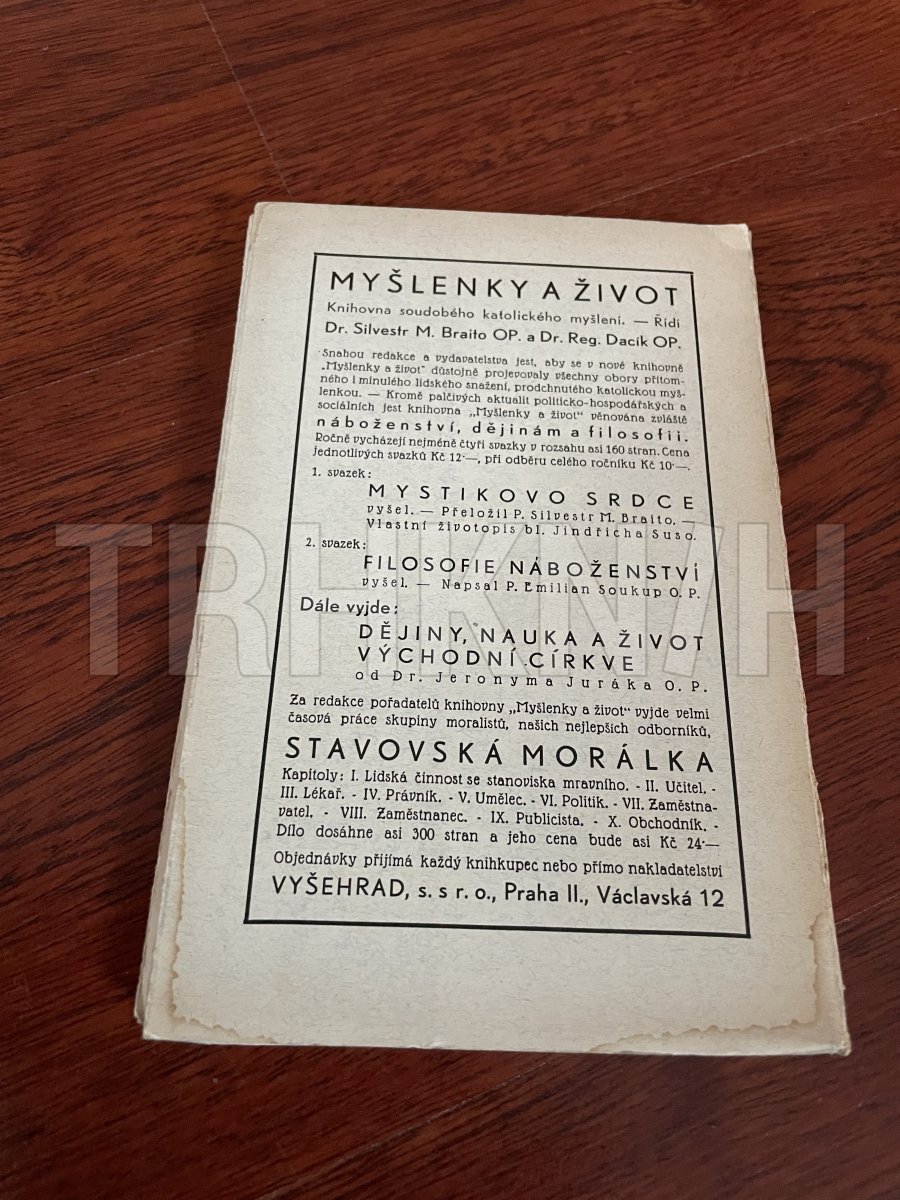 MYŠLENKY A ŽIVOT
Knihovna soudobého katolického myšlení. — Řídí
Dr. Silvestr M. Braito OP. a Dr. Reg. Dacík OP.
Snahou redakce a vydavatelstva jest, aby se v nové knihovně
„Myšlenky a život" důstojně projevovaly všechny obory přítom-
ného i minulého lidského snažení, prodchnutého katolickou myš-
lenkou. — Kromě palčivých aktualit politicko-hospodářských a
sociálních jest knihovna „Myšlenky a život" věnována zvláště
náboženství, dějinám a filosofii.
Ročně vycházejí nejméně čtyři svazky v rozsahu asi 160 stran. Cena
jednotlivých svazků Kč 12·—, při odběru celého ročníku Kč 10·—.
1. svazek:
MYSTIKOVO SRDCE
vyšel. — Přeložil P. Silvestr M. Braito. —
Vlastní životopis bl. Jindřicha Suso.
2. svazek:
FILOSOFIE NÁBOŽENSTVÍ
vyšel. — Napsal P. Emilian Soukup O. P.
Dále vyjde:
DĚJINY, NAUKA A ŽIVOT
VÝCHODNÍ CÍRKVE
od Dr. Jeronyma Juráka O. P.
Za redakce pořadatelů knihovny „Myšlenky a život" vyjde velmi
časová práce skupiny moralistů, našich nejlepších odborníků,
STAVOVSKÁ MORÁLKA
Kapitoly: I. Lidská činnost se stanoviska mravního. - II. Učitel. -
III. Lékař. - IV. Právník. - V. Umělec. - VI. Politik. - VII. Zaměstna-
vatel. - VIII. Zaměstnanec. - IX. Publicista. - X. Obchodník. -
Dílo dosáhne asi 300 stran a jeho cena bude asi Kč 24·—
Objednávky přijímá každý knihkupec nebo přímo nakladatelství
VYŠEHRAD, s. s r. o., Praha II., Václavská 12
TRHKNIH